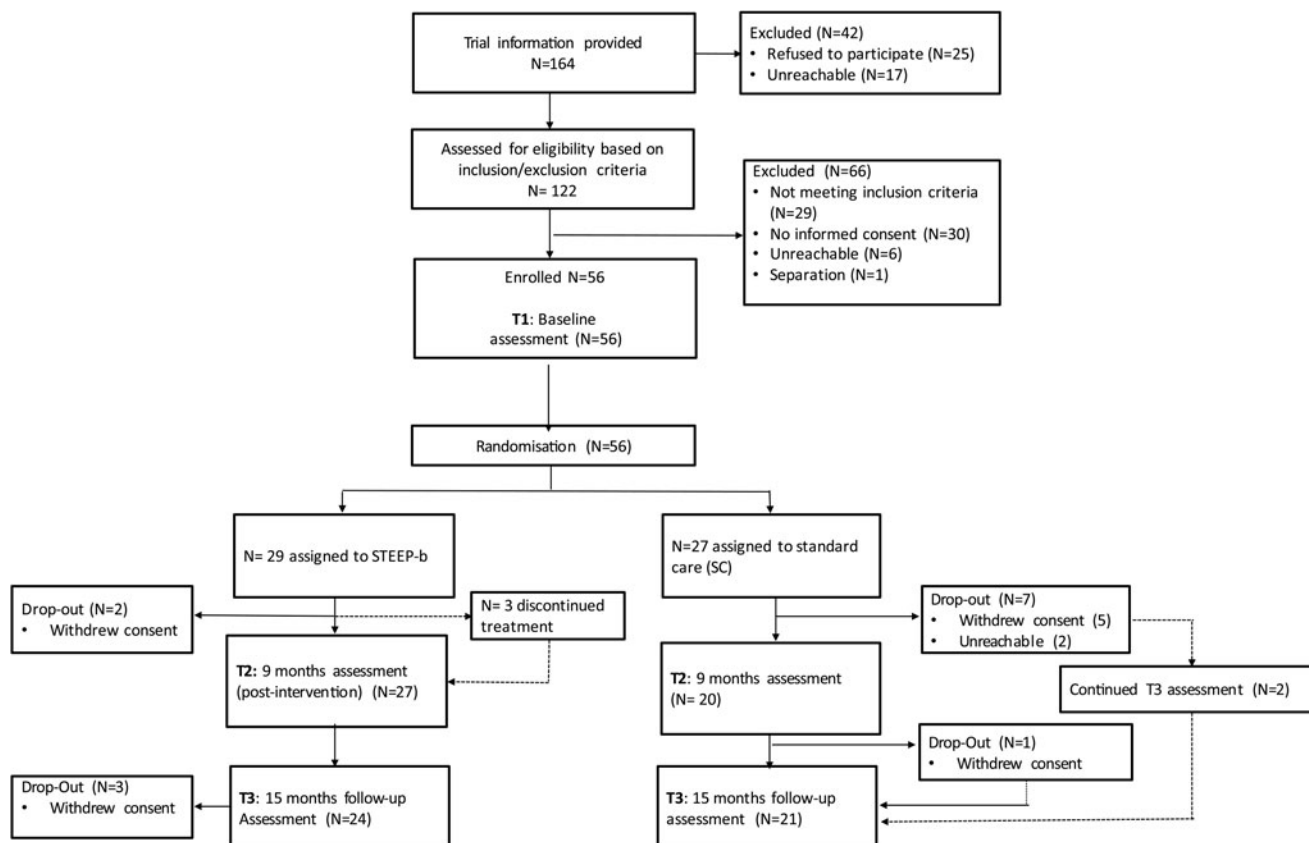 Trial information provided
N=164
Excluded (N=42)
• Refused to participate (N=25)
• Unreachable (N=17)
Assessed for eligibility based on
inclusion/exclusion criteria
N= 122
Excluded (N=66)
• Not meeting inclusion criteria
(N=29)
• No informed consent (N=30)
• Unreachable (N=6)
• Separation (N=1)
Enrolled N=56
T1: Baseline
assessment (N=56)
Randomisation (N=56)
N= 29 assigned to STEEP-b
N=27 assigned to standard
care (SC)
Drop-out (N=2)
• Withdrew consent
N= 3 discontinued
treatment
Drop-out (N=7)
• Withdrew consent (5)
• Unreachable (2)
T2: 9 months assessment
(post-intervention) (N=27)
T2: 9 months assessment
(N= 20)
Continued T3 assessment (N=2)
Drop-Out (N=1)
• Withdrew consent
Drop-Out (N=3)
• Withdrew consent
T3: 15 months follow-up
Assessment (N=24)
T3: 15 months follow-up
assessment (N=21)